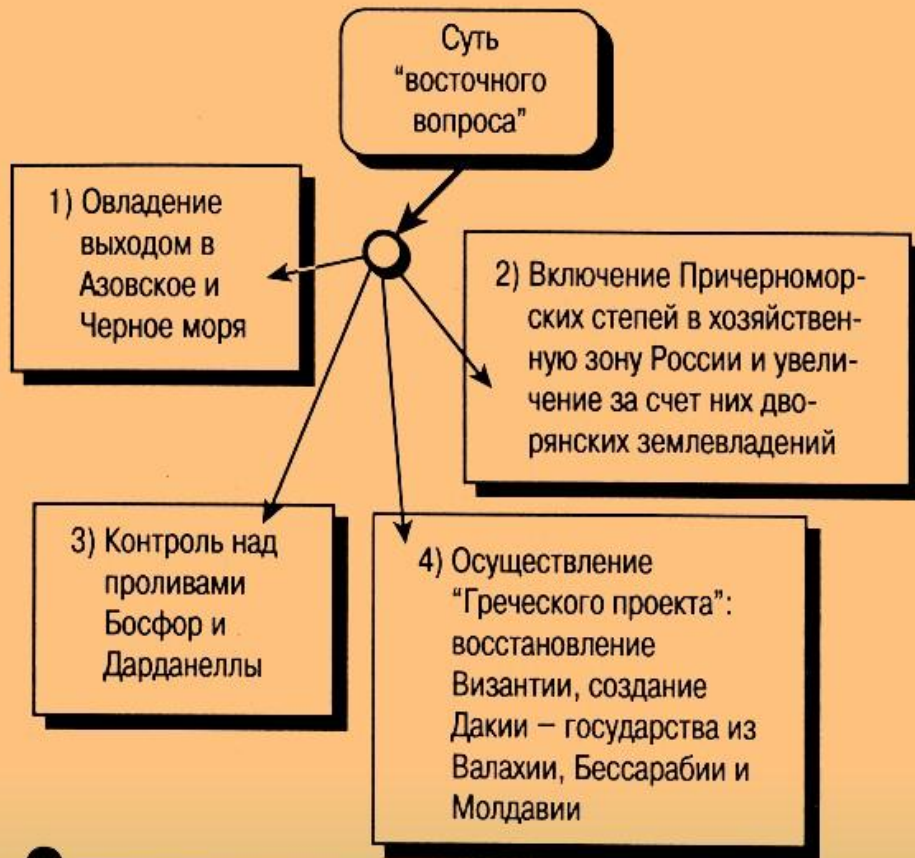 Суть
“восточного
вопроса”
1) Овладение
выходом в
Азовское и
Черное моря
2) Включение Причерномор-
ских степей в хозяйствен-
ную зону России и увели-
чение за счет них дво-
рянских землевладений
3) Контроль над
проливами
Босфор и
Дарданеллы
4) Осуществление
“Греческого проекта”:
восстановление
Византии, создание
Дакии – государства из
Валахии, Бессарабии и
Молдавии